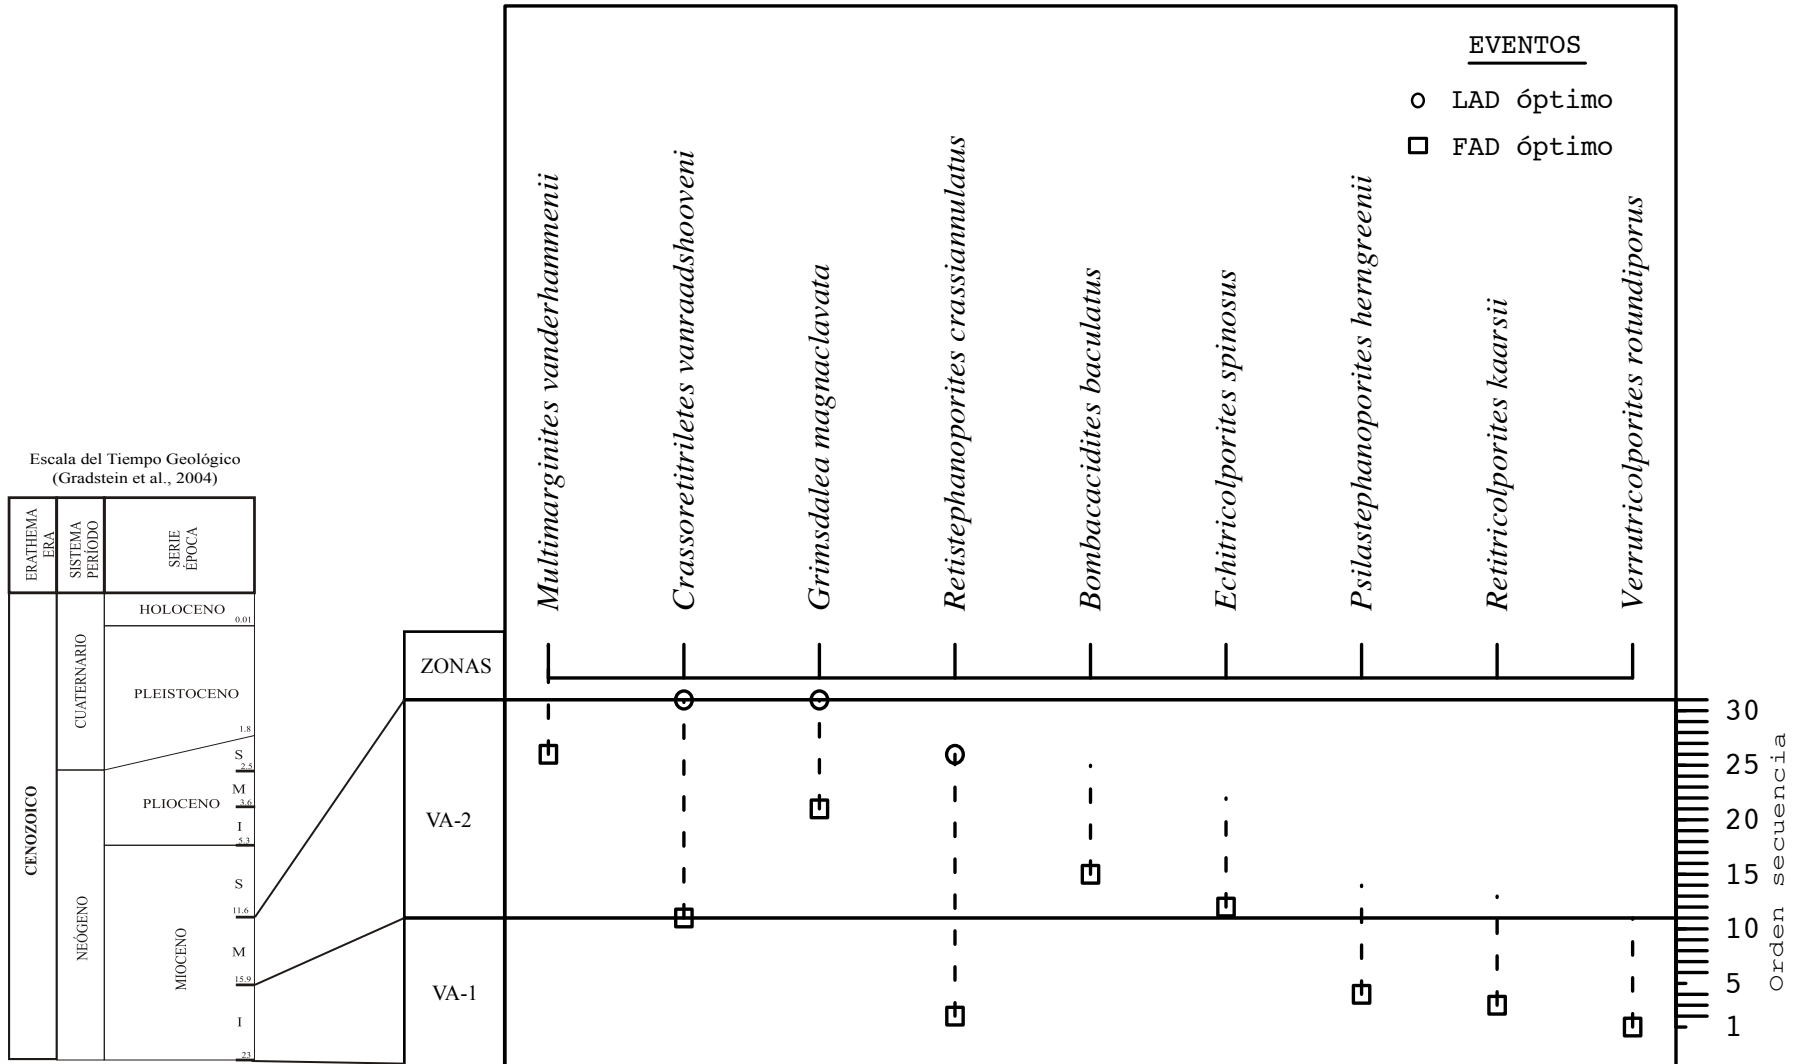 EVENTOS
LAD óptimo
FAD óptimo
Multimarginites vanderhammenii
Crassoretitriletes vanraadshooveni
Grimsdalea magnaclavata
Retistephanoporites crassiannulatus
Bombacacidites baculatus
Echitricolporites spinosus
Psilastephanoporites herngreenii
Retitricolporites kaarsii
Verrutricolporites rotundiporus
Escala del Tiempo Geológico
(Gradstein et al., 2004)
ERATHEMA
ERA
SISTEMA
PERÍODO
SERIE
ÉPOCA
CENOZOICO
CUATERNARIO
NEÓGENO
HOLOCENO
0.01
PLEISTOCENO
1.8
S
2.5
PLIOCENO
M
3.6
I
5.3
MIOCENO
S
11.6
M
15.9
I
23
ZONAS
VA-2
VA-1
30
25
20
15
10
5
1
Orden secuencia